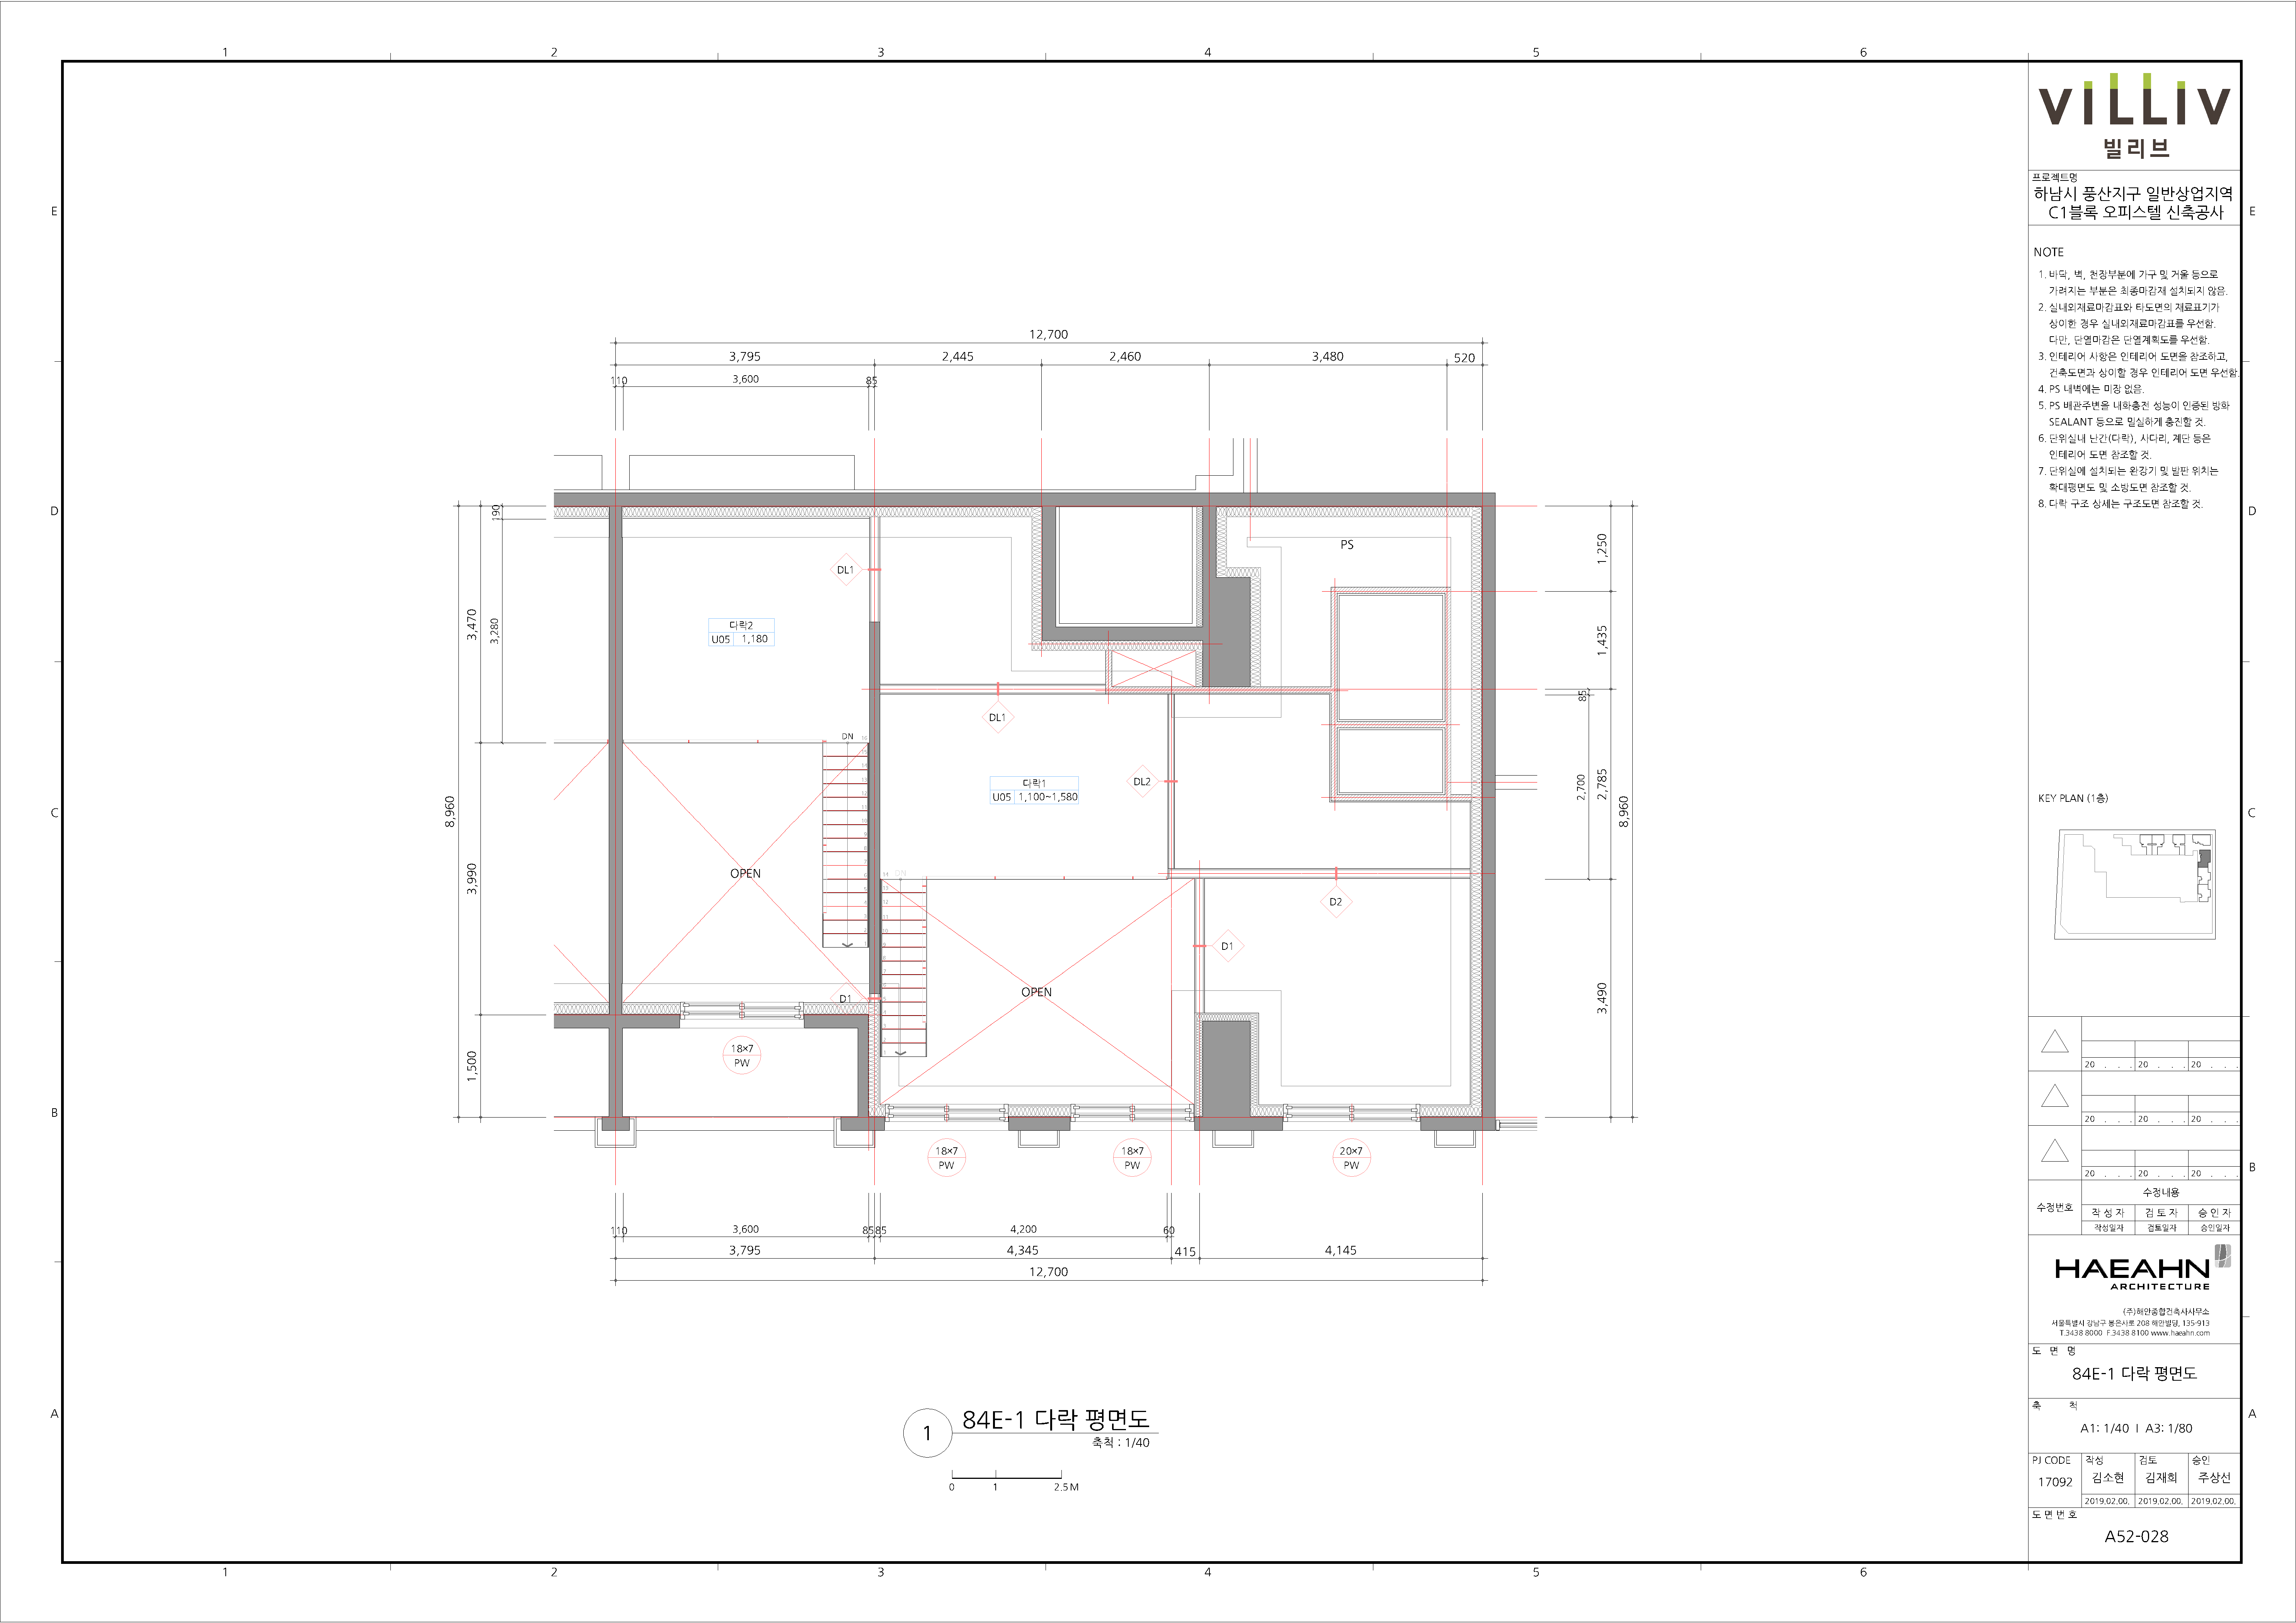 1 2 3 4 5 6
VILLIV
빌리브
프로젝트명
하남시 풍산지구 일반상업지역
C1블록 오피스텔 신축공사
NOTE
1. 바닥, 벽, 천장부분에 가구 및 거울 등으로
가려지는 부분은 최종마감재 설치되지 않음.
2. 실내외재료마감표와 타도면의 재료표기가
상이한 경우 실내외재료마감표를 우선함.
다만, 단열마감은 단열계획도를 우선함.
3. 인테리어 사항은 인테리어 도면을 참조하고,
건축도면과 상이할 경우 인테리어 도면 우선함.
4. PS 내벽에는 미장 없음.
5. PS 배관주변을 내화충전 성능이 인증된 방화
SEALANT 등으로 밀실하게 충진할 것.
6. 단위실내 난간(다락), 사다리, 계단 등은
인테리어 도면 참조할 것.
7. 단위실에 설치되는 완강기 및 발판 위치는
확대평면도 및 소방도면 참조할 것.
8. 다락 구조 상세는 구조도면 참조할 것.
E E
D D
C C
B B
A A
12,700
3,795 2,445 2,460 3,480 520
110 3,600 85
190
3,470
3,280
8,960
3,990
1,500
1,250
1,435
85
2,700
2,785
8,960
3,490
PS
DL1
다락2
U05 1,180
DL1
DN
다락1
U05 1,100~1,580
DL2
OPEN
DN
D2
D1
OPEN
D1
18×7
PW
18×7
PW
18×7
PW
20×7
PW
110 3,600 85 85 4,200 60
3,795 4,345 415 4,145
12,700
1
84E-1 다락 평면도
축척 : 1/40
0 1 2.5 M
KEY PLAN (1층)
20 . . . 20 . . . 20 . . .
20 . . . 20 . . . 20 . . .
20 . . . 20 . . . 20 . . .
수정번호
수정내용
작 성 자 검 토 자 승 인 자
작성일자 검토일자 승인일자
HAEAHN
ARCHITECTURE
(주)해안종합건축사사무소
서울특별시 강남구 봉은사로 208 해안빌딩, 135-913
T.3438 8000 F.3438 8100 www.haeahn.com
도 면 명
84E-1 다락 평면도
축 척
A1: 1/40 I A3: 1/80
PJ CODE 작성 검토 승인
17092 김소현 김재희 주상선
2019.02.00. 2019.02.00. 2019.02.00.
도 면 번 호
A52-028
1 2 3 4 5 6